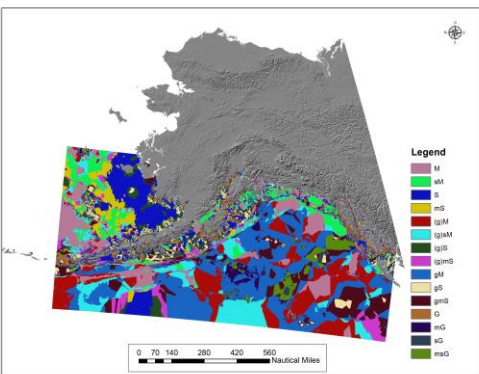 N
Legend
M
sM
S
mS
(g)M
(g)sM
(g)S
(g)mS
gM
gS
gmS
G
mG
sG
msG
0 70 140 280 420 560
Nautical Miles